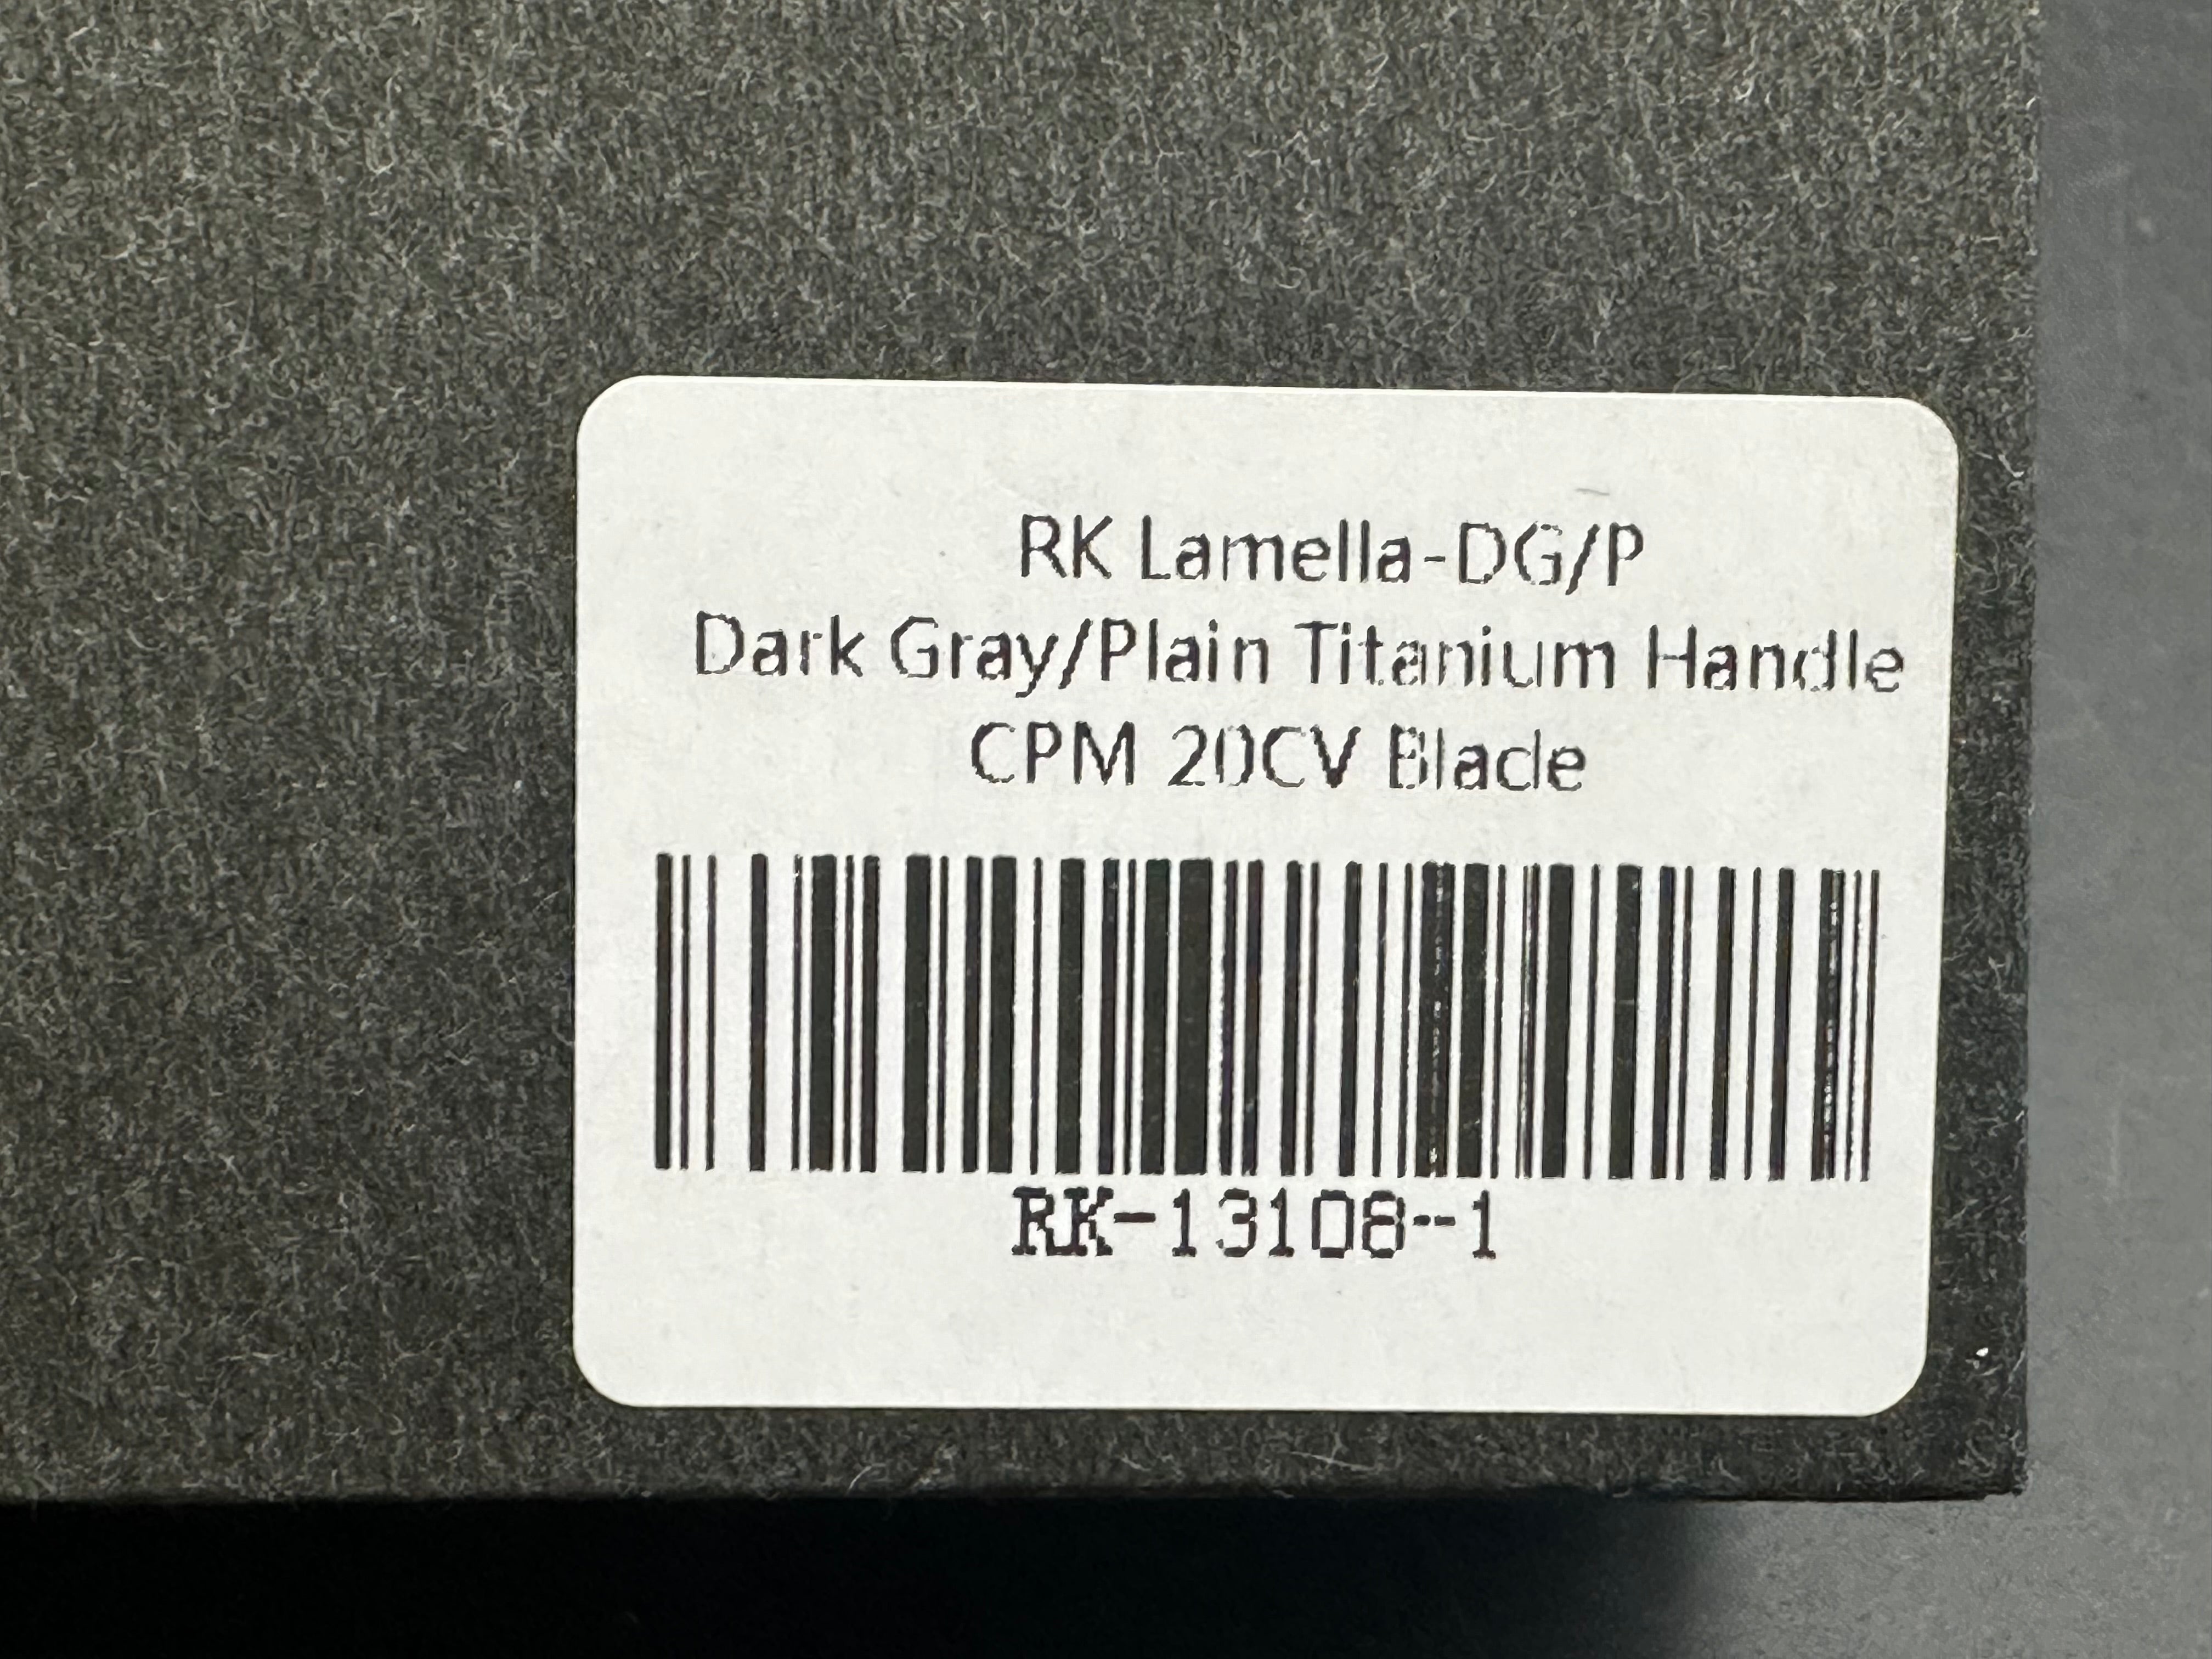 RK Lamella-DG/P
Dark Gray/Plain Titanium Handle
CPM 20CV Blade
RK-13108-1